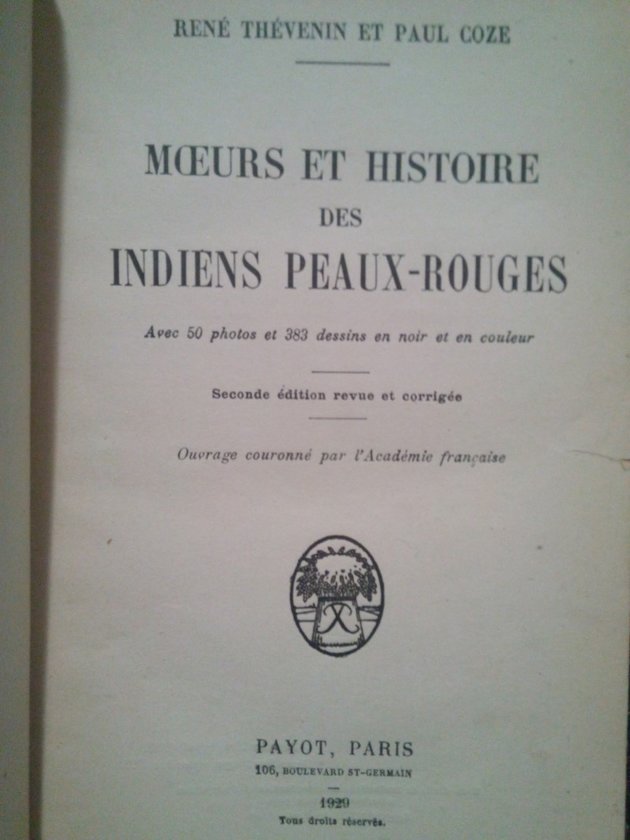 RENÉ THÉVENIN ET PAUL COZE
MŒURS ET HISTOIRE
DES
INDIENS PEAUX-ROUGES
Avec 50 photos et 383 dessins en noir et en couleur
Seconde édition revue et corrigée
Ouvrage couronné par l'Académie française
PAYOT, PARIS
106, BOULEVARD ST-GERMAIN
1929
Tous droits réservés.